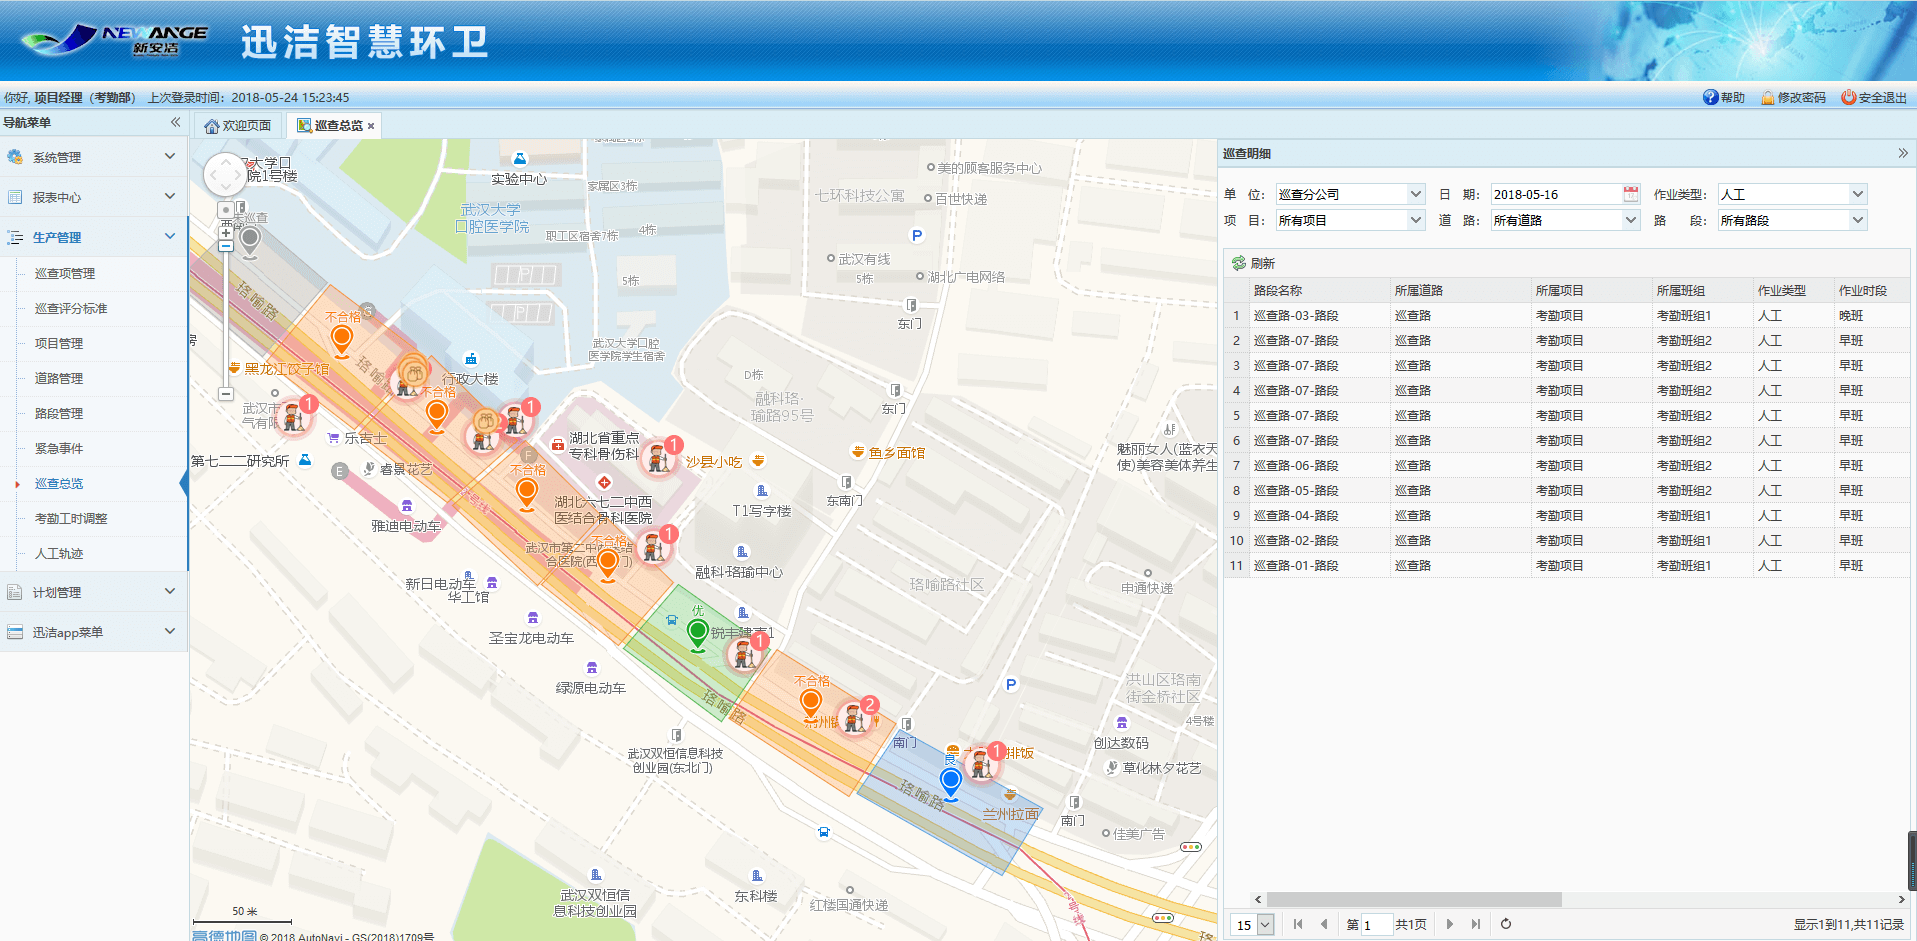 NEWANGE
新安洁
迅洁智慧环卫
你好, 项目经理（考勤部） 上次登录时间：2018-05-24 15:23:45
帮助 修改密码 安全退出
导航菜单
系统管理
报表中心
生产管理
巡查项管理
巡查评分标准
项目管理
道路管理
路段管理
紧急事件
巡查总览
考勤工时调整
人工轨迹
计划管理
迅洁app菜单
欢迎页面 巡查总览
实验中心
家属区3栋
武汉大学
口腔医学院
职工区宿舍7栋
4栋
5栋
美的顾客服务中心
七环科技公寓
百世快递
P
武汉有线
5栋
湖北广电网络
东门
武汉大学口腔
医学院学生宿舍
未巡查
珞喻路
G
不合格
黑龙江饺子馆
行政大楼
不合格
D栋
融科珞·
瑜路95号
东门
1
1
乐吉士
第七二二研究所
E
睿景花艺
F
不合格
湖北省重点
专科骨伤科
1
沙县小吃
鱼乡面馆
魅丽女人(蓝衣天
使)美容美体养生
东南门
T1写字楼
雅迪电动车
湖北六七二中西
医结合骨科医院
不合格
1
融科珞瑜中心
珞喻路社区
申通快递
新日电动车
华工馆
圣宝龙电动车
绿源电动车
优
1
珞喻路
不合格
2
南门
P
洪山区珞南
街金桥社区
4号楼
创达数码
草化林夕花艺
武汉双恒信息科技
创业园(东北门)
良
1
排饭
珞喻路
兰州拉面
南门
佳美广告
武汉双恒信
息科技创业园
东科楼
红楼国通快递
2号线
50 米
高德地图 © 2018 AutoNavi - GS(2018)1709号
巡查明细
单 位： 巡查分公司 日 期： 2018-05-16 作业类型： 人工
项 目： 所有项目 道 路： 所有道路 路 段： 所有路段
刷新
路段名称 所属道路 所属项目 所属班组 作业类型 作业时段
1 巡查路-03-路段 巡查路 考勤项目 考勤班组1 人工 晚班
2 巡查路-07-路段 巡查路 考勤项目 考勤班组2 人工 早班
3 巡查路-07-路段 巡查路 考勤项目 考勤班组2 人工 早班
4 巡查路-07-路段 巡查路 考勤项目 考勤班组2 人工 早班
5 巡查路-07-路段 巡查路 考勤项目 考勤班组2 人工 早班
6 巡查路-07-路段 巡查路 考勤项目 考勤班组2 人工 早班
7 巡查路-06-路段 巡查路 考勤项目 考勤班组2 人工 早班
8 巡查路-05-路段 巡查路 考勤项目 考勤班组2 人工 早班
9 巡查路-04-路段 巡查路 考勤项目 考勤班组1 人工 早班
10 巡查路-02-路段 巡查路 考勤项目 考勤班组1 人工 早班
11 巡查路-01-路段 巡查路 考勤项目 考勤班组1 人工 早班
15 第 1 共1页 显示1到11,共11记录